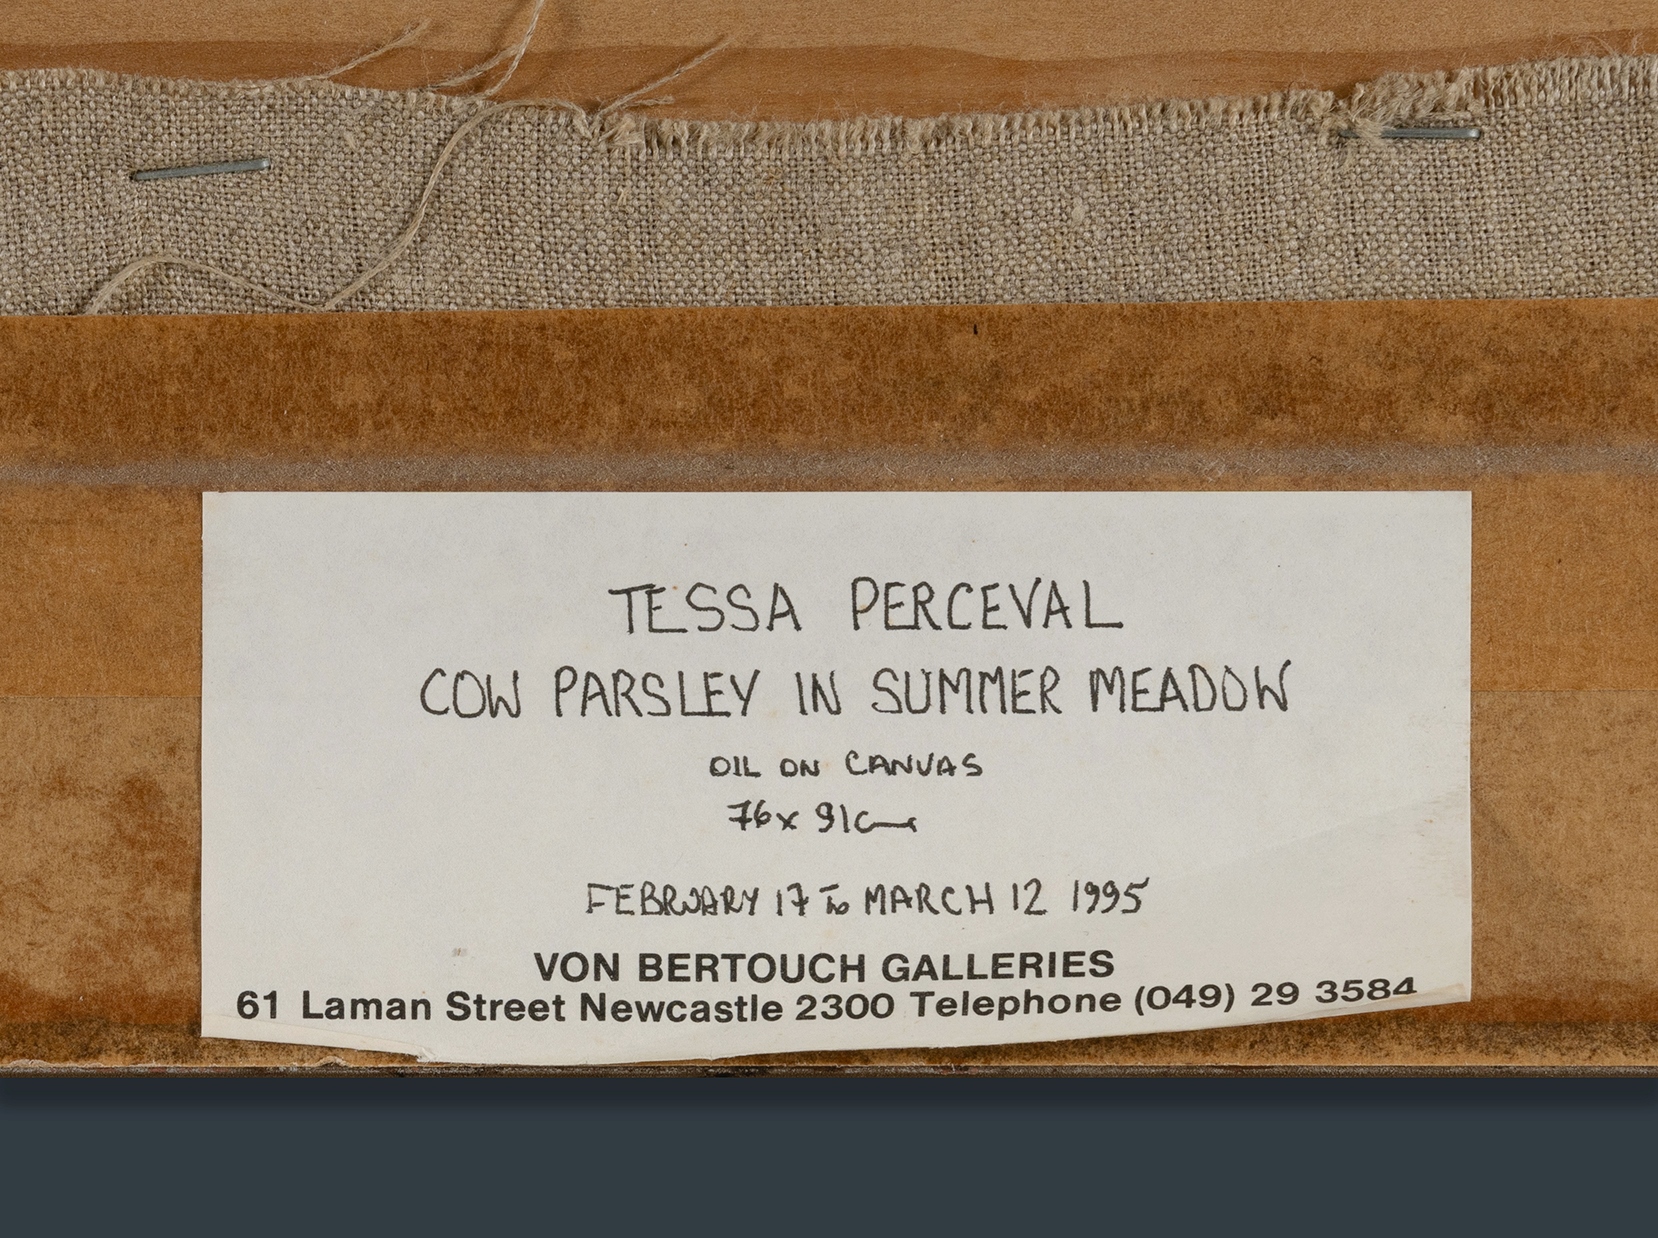 TESSA PERCEVAL
COW PARSLEY IN SUMMER MEADOW
OIL ON CANVAS
76 x 91cm
FEBRUARY 17 To MARCH 12 1995
VON BERTOUCH GALLERIES
61 Laman Street Newcastle 2300 Telephone (049) 29 3584